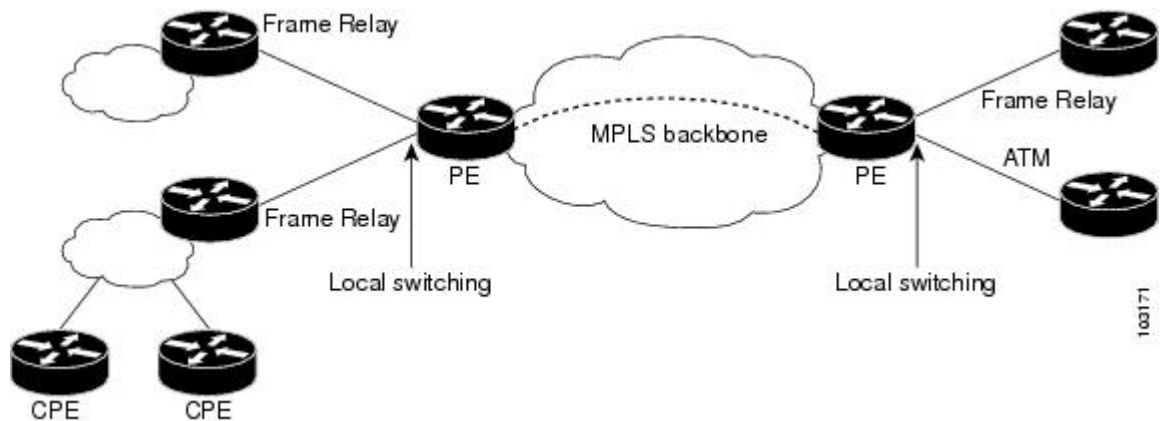 Frame Relay
Frame Relay
MPLS backbone
PE
PE
ATM
Frame Relay
Local switching
Local switching
103171
CPE
CPE